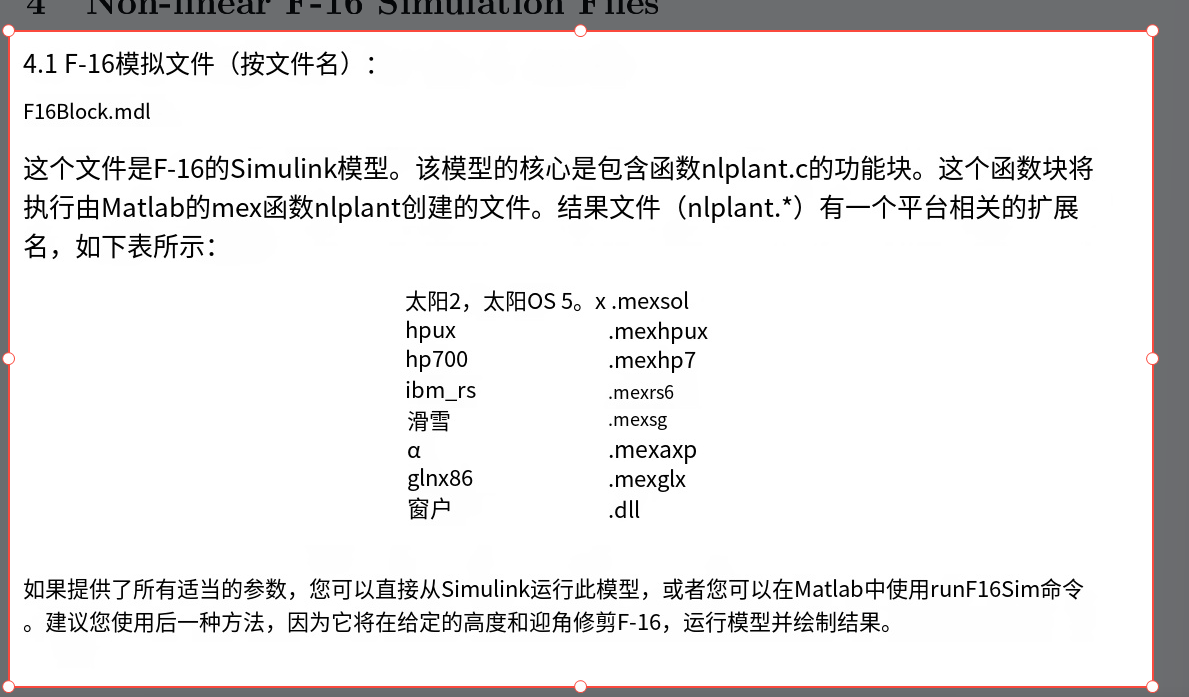 4 Non-linear F-16 Simulation Files
4.1 F-16模拟文件（按文件名）：
F16Block.mdl
这个文件是F-16的Simulink模型。该模型的核心是包含函数nlplant.c的功能块。这个函数块将
执行由Matlab的mex函数nlplant创建的文件。结果文件（nlplant.*）有一个平台相关的扩展
名，如下表所示：
太阳2，太阳OS 5。x .mexsol
hpux .mexhpux
hp700 .mexhp7
ibm_rs .mexrs6
滑雪 .mexsg
α .mexaxp
glnx86 .mexglx
窗户 .dll
如果提供了所有适当的参数，您可以直接从Simulink运行此模型，或者您可以在Matlab中使用runF16Sim命令
。建议您使用后一种方法，因为它将在给定的高度和迎角修剪F-16，运行模型并绘制结果。